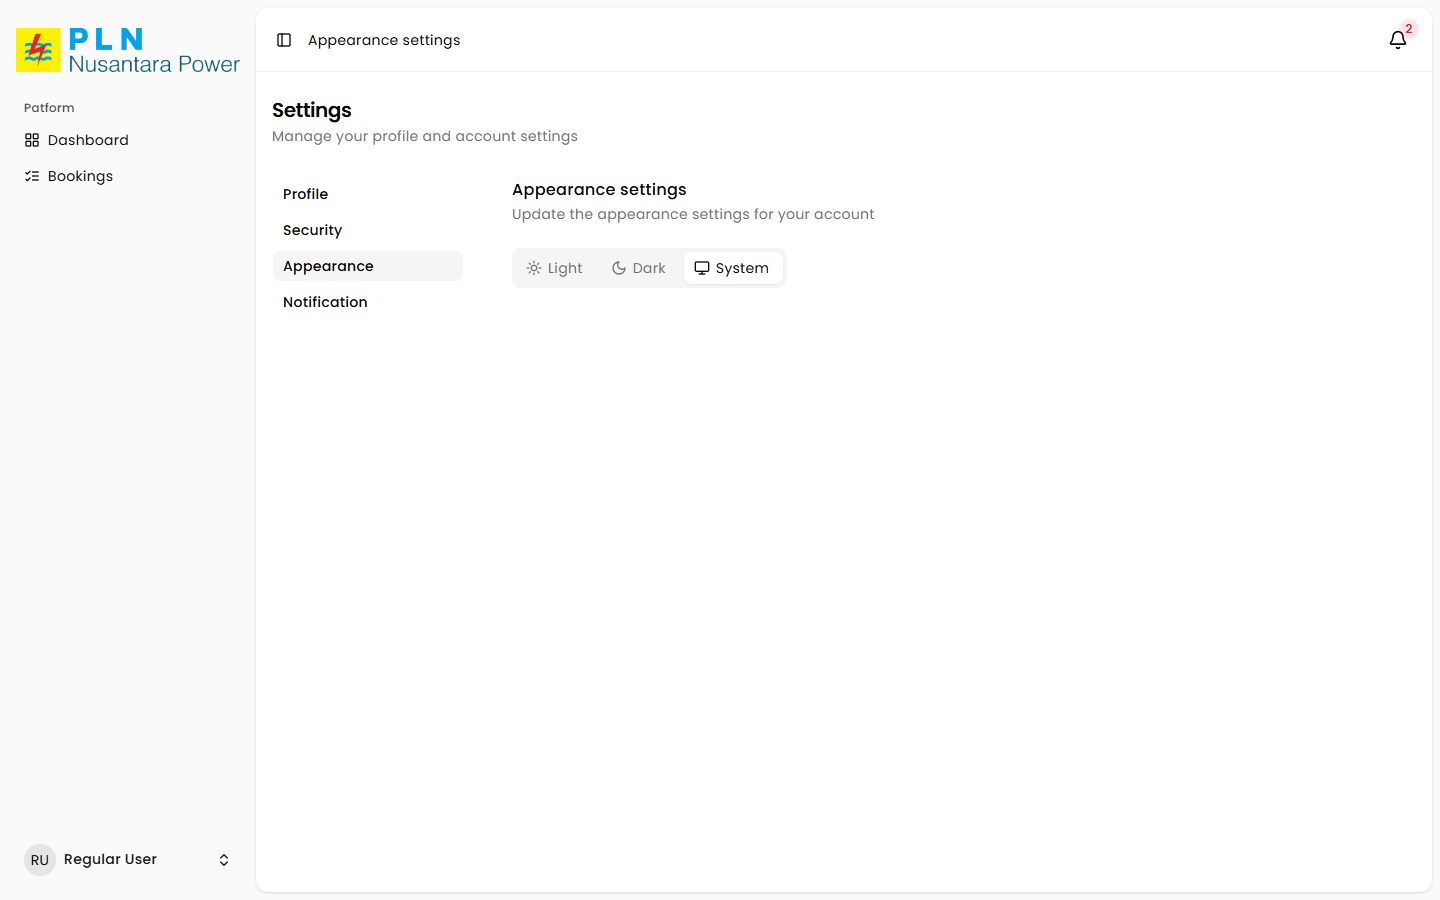 PLN
Nusantara Power
Patform
Dashboard
Bookings
RU Regular User
Appearance settings
2
Settings
Manage your profile and account settings
Profile
Security
Appearance
Notification
Appearance settings
Update the appearance settings for your account
Light Dark System